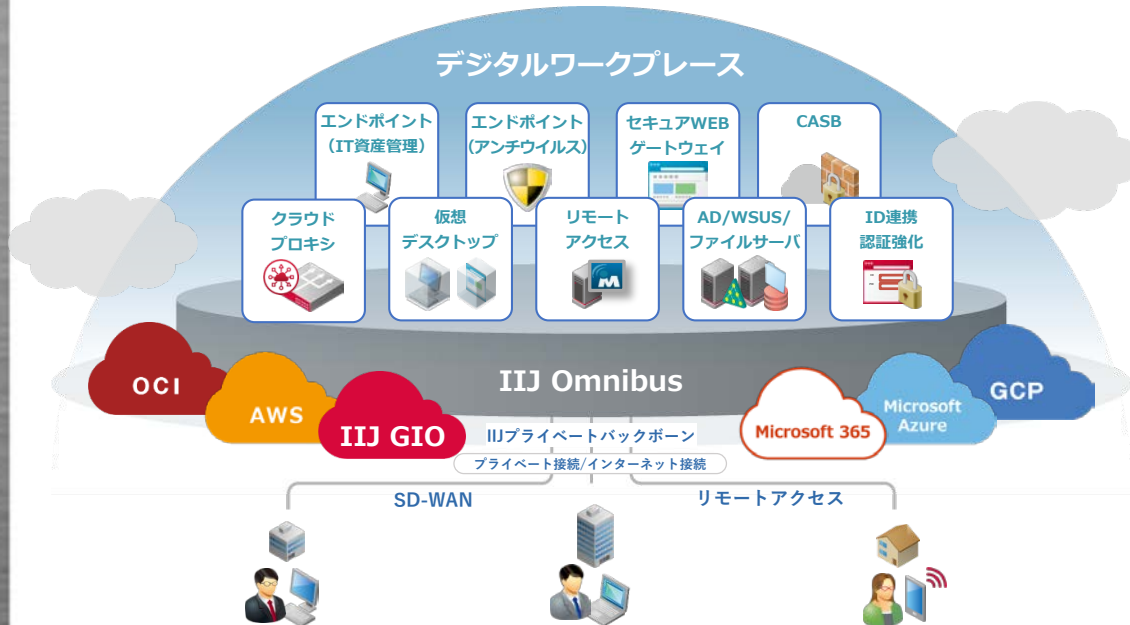 デジタルワークプレース
エンドポイント
（IT資産管理）
エンドポイント
（アンチウイルス）
セキュアWEB
ゲートウェイ
CASB
クラウド
プロキシ
仮想
デスクトップ
リモート
アクセス
AD/WSUS/
ファイルサーバ
ID連携
認証強化
OCI
AWS
IIJ GIO
IIJ Omnibus
Microsoft 365
Microsoft
Azure
GCP
IIJプライベートバックボーン
プライベート接続/インターネット接続
SD-WAN
リモートアクセス